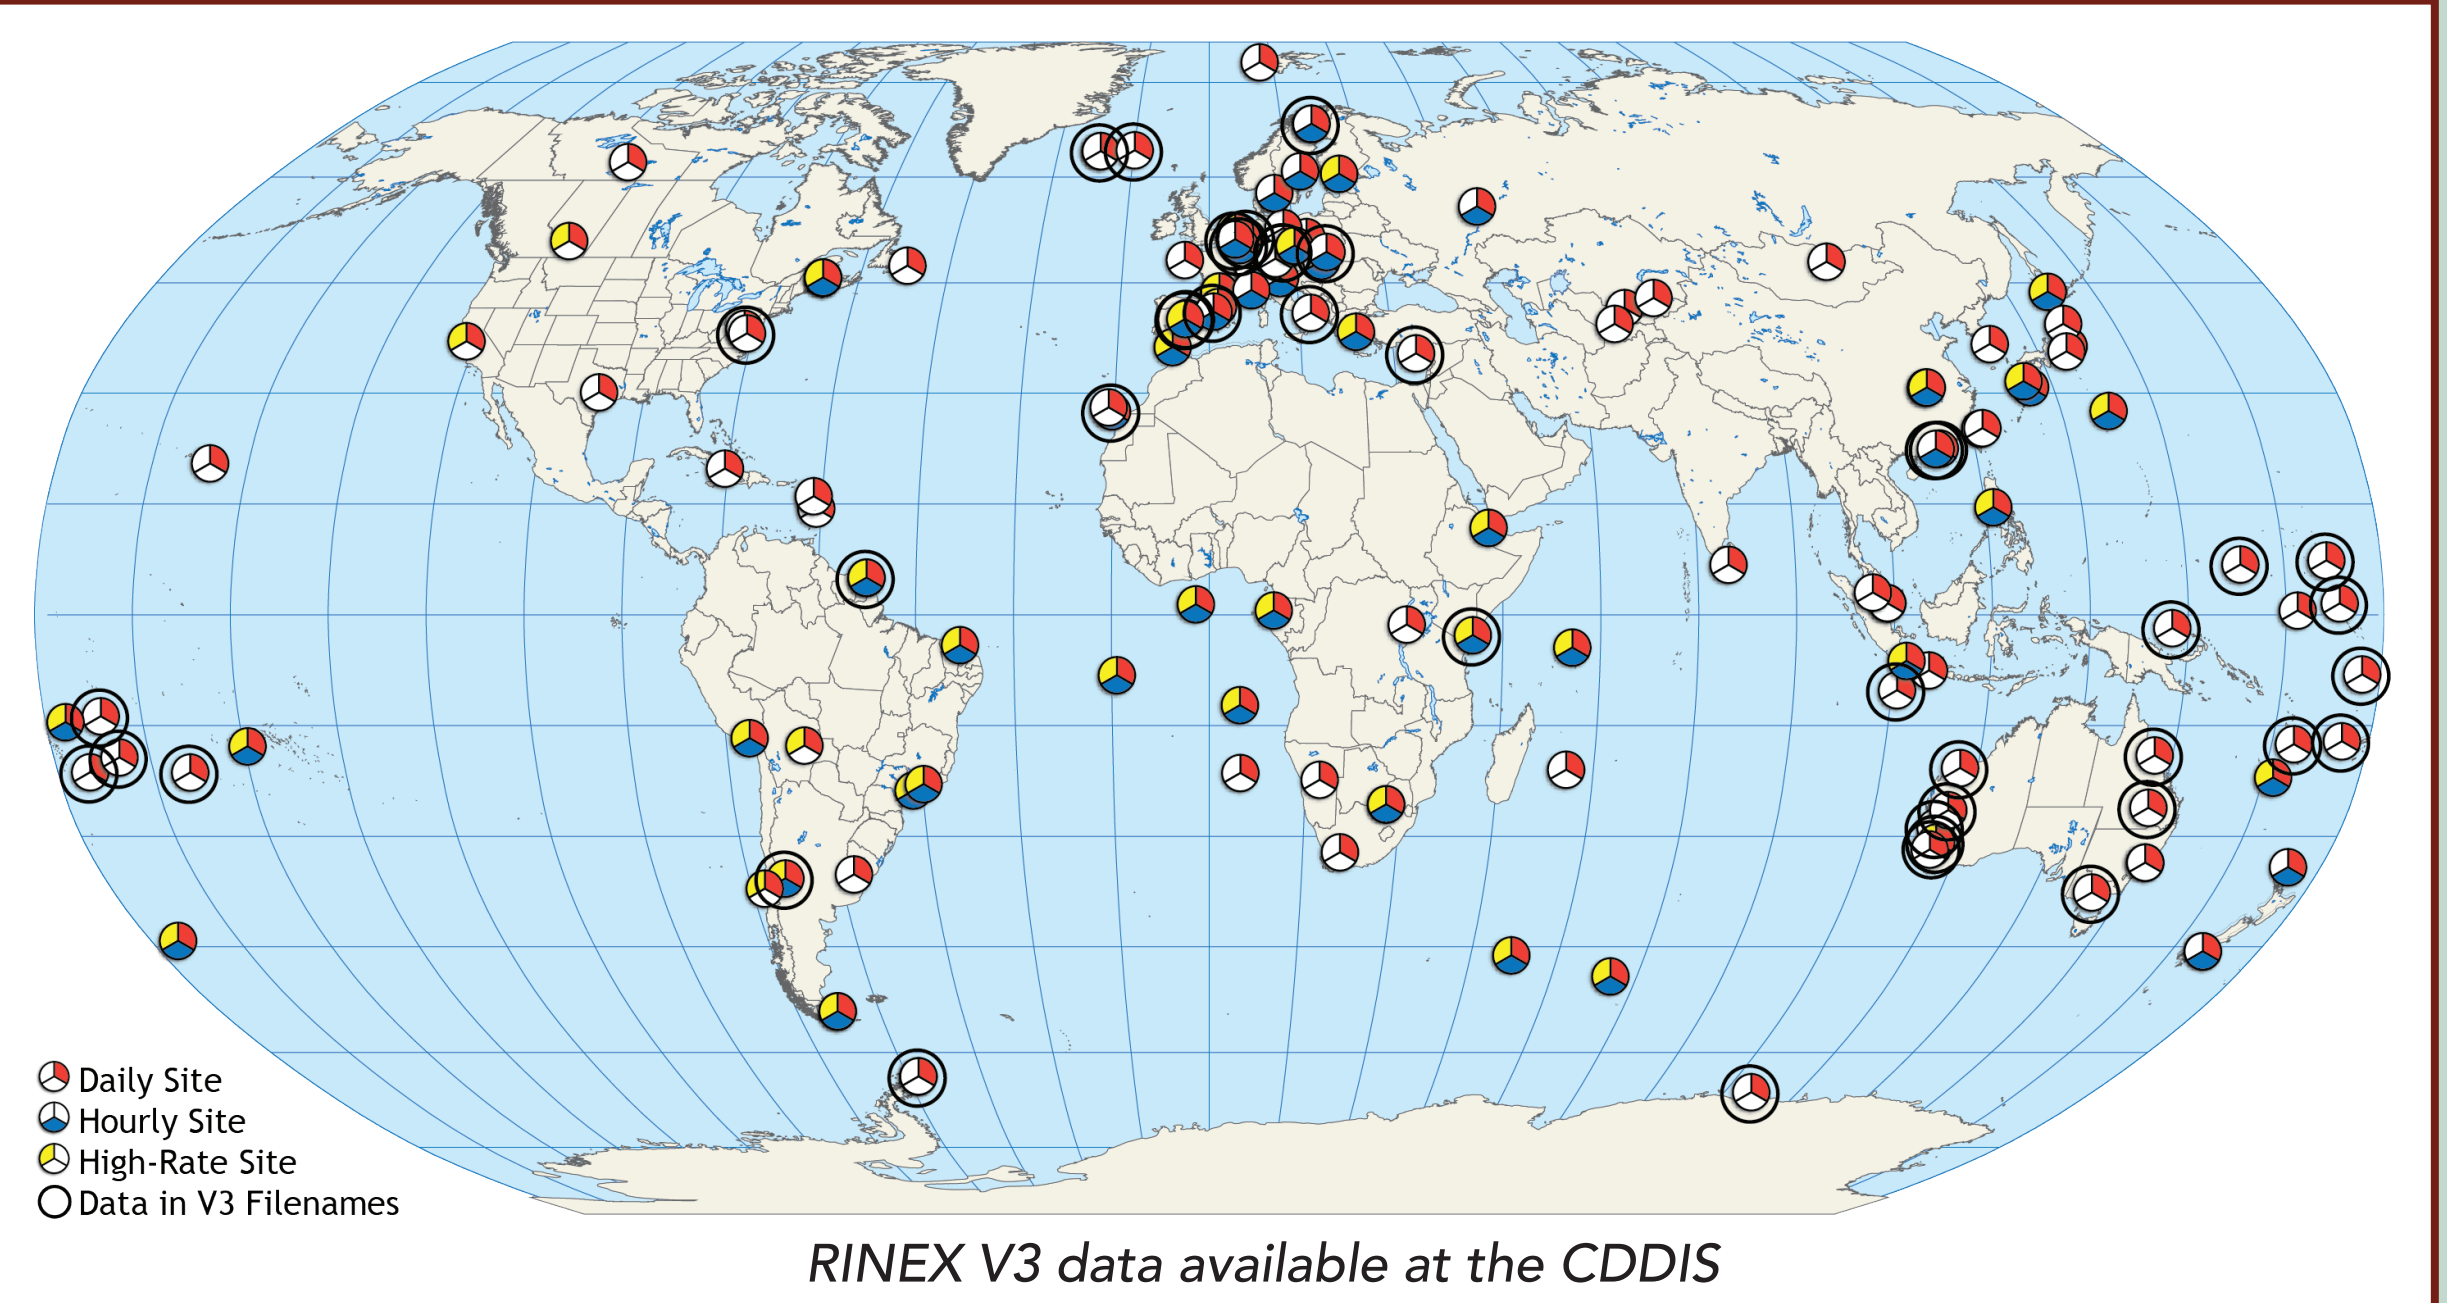 Daily Site
Hourly Site
High-Rate Site
Data in V3 Filenames
RINEX V3 data available at the CDDIS